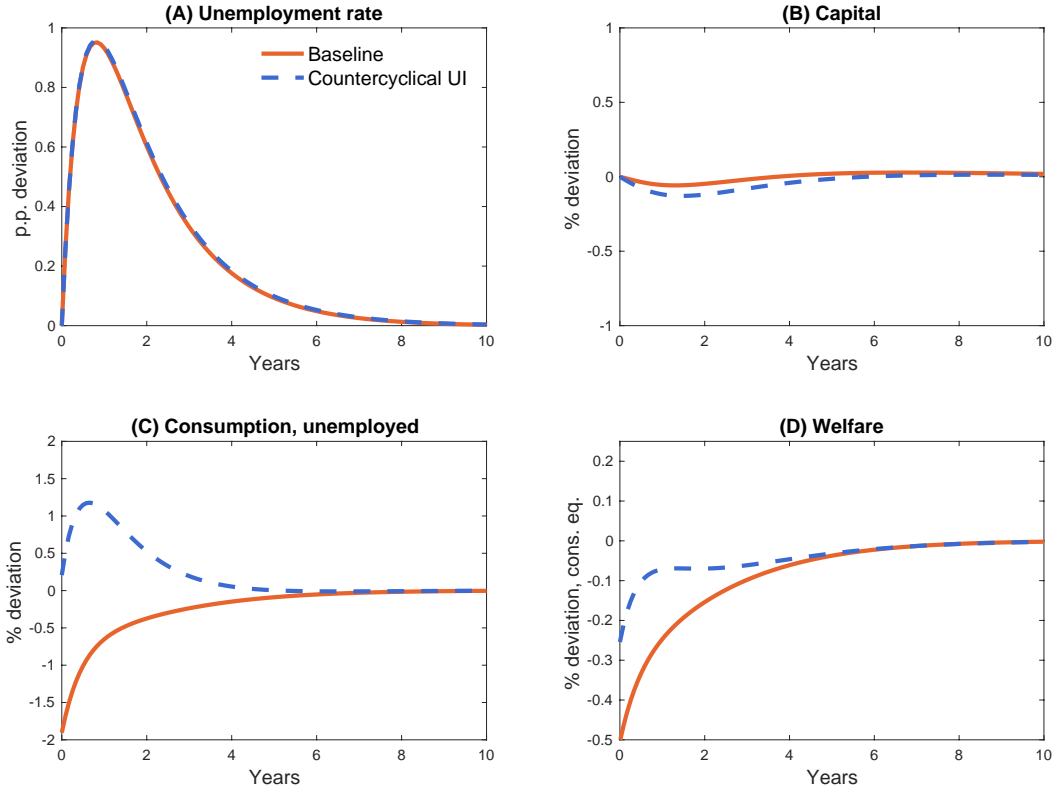 (A) Unemployment rate
1
0.8
0.6
0.4
0.2
0
p.p. deviation
Baseline
Countercyclical UI
0 2 4 6 8 10
Years
(B) Capital
1
0.5
0
-0.5
-1
% deviation
0 2 4 6 8 10
Years
(C) Consumption, unemployed
2
1.5
1
0.5
0
-0.5
-1
-1.5
-2
% deviation
0 2 4 6 8 10
Years
(D) Welfare
0.2
0.1
0
-0.1
-0.2
-0.3
-0.4
-0.5
% deviation, cons. eq.
0 2 4 6 8 10
Years